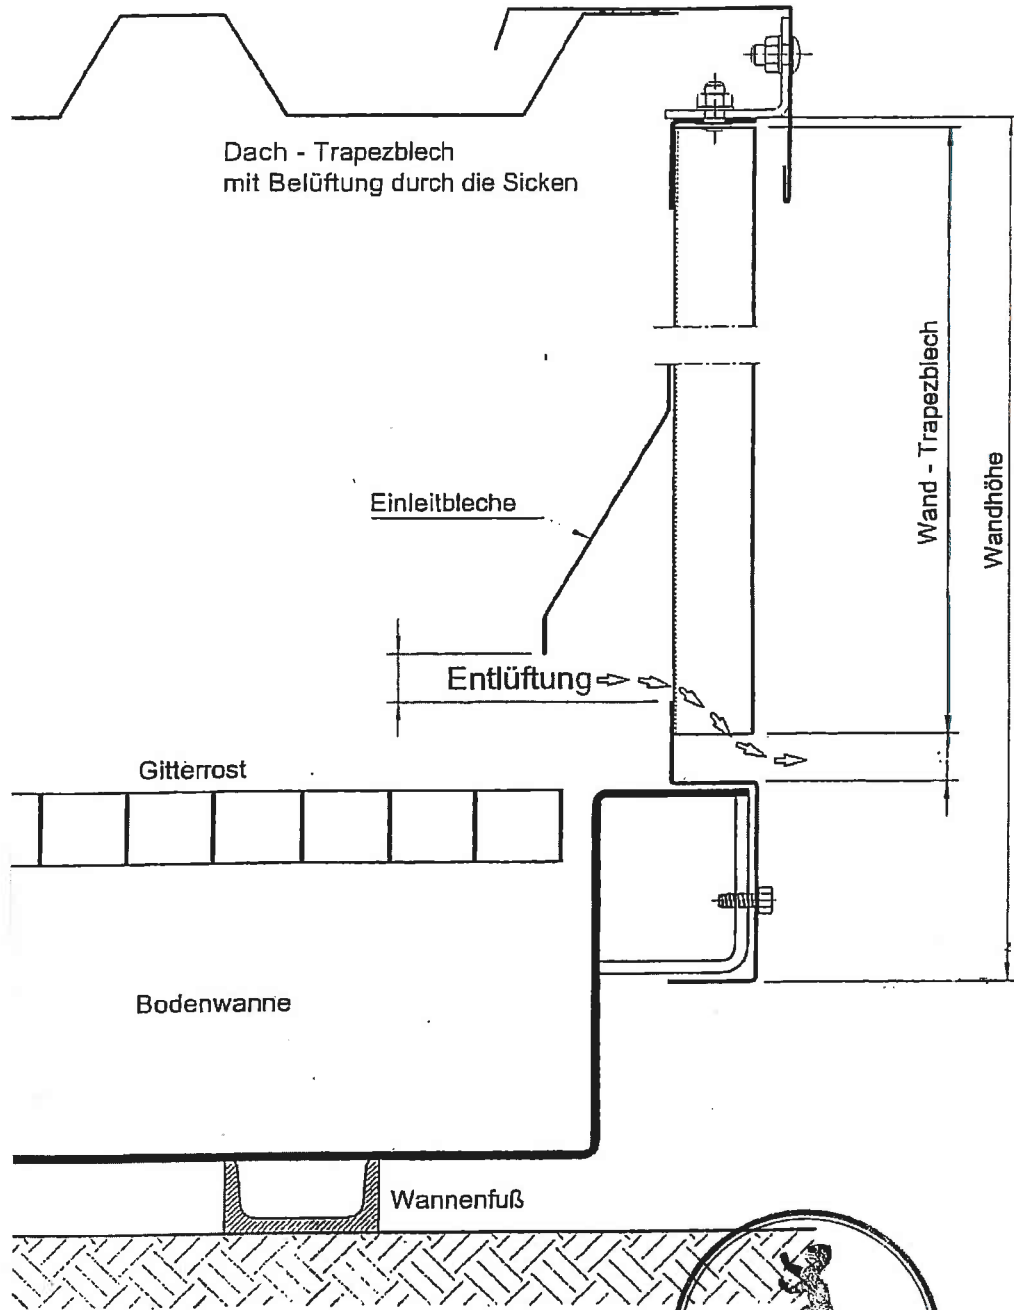 Dach - Trapezblech
mit Belüftung durch die Sicken
Wand - Trapezblech
Wandhöhe
Einleitbleche
Entlüftung
Gitterrost
Bodenwanne
Wannenfuß